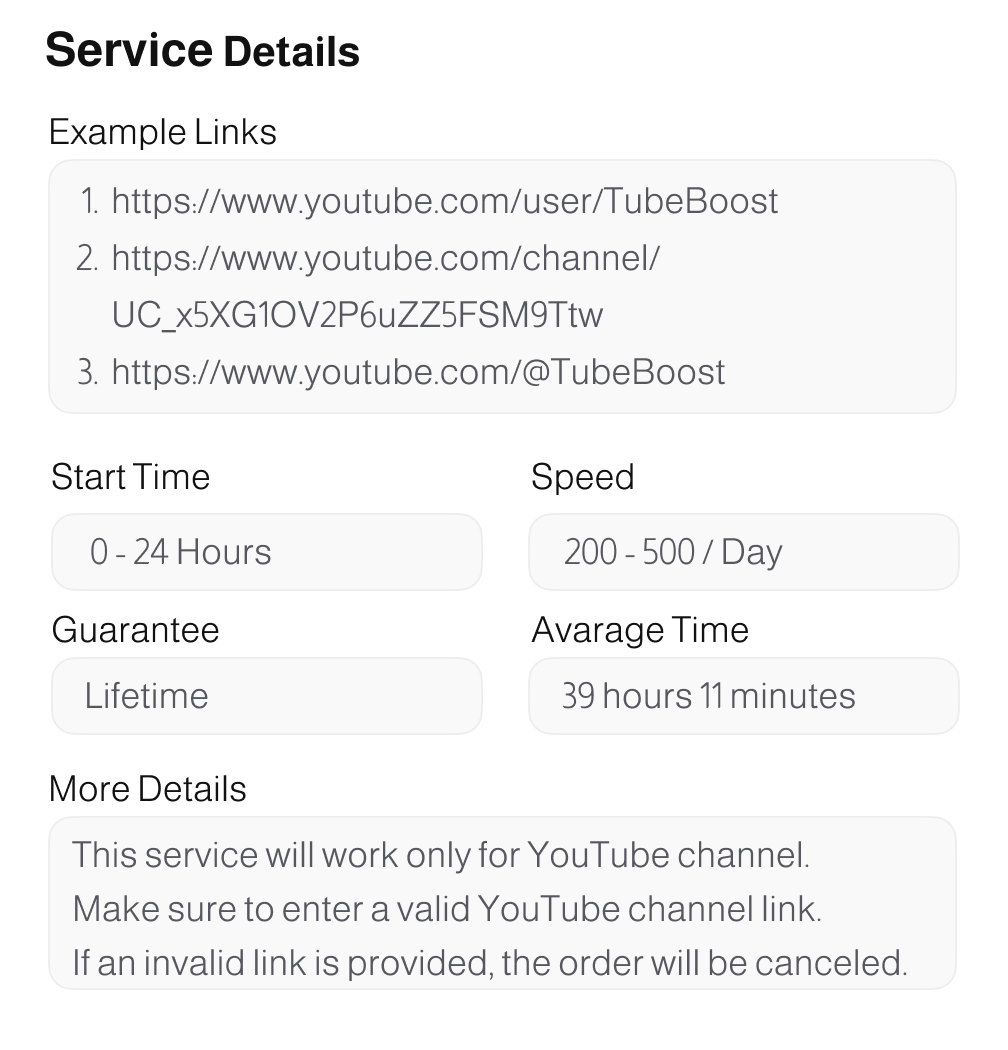 Service Details
Example Links
1. https://www.youtube.com/user/TubeBoost
2. https://www.youtube.com/channel/
UC_x5XG1OV2P6uZZ5FSM9Ttw
3. https://www.youtube.com/@TubeBoost
Start Time
Speed
0 - 24 Hours
200 - 500 / Day
Guarantee
Avarage Time
Lifetime
39 hours 11 minutes
More Details
This service will work only for YouTube channel.
Make sure to enter a valid YouTube channel link.
If an invalid link is provided, the order will be canceled.